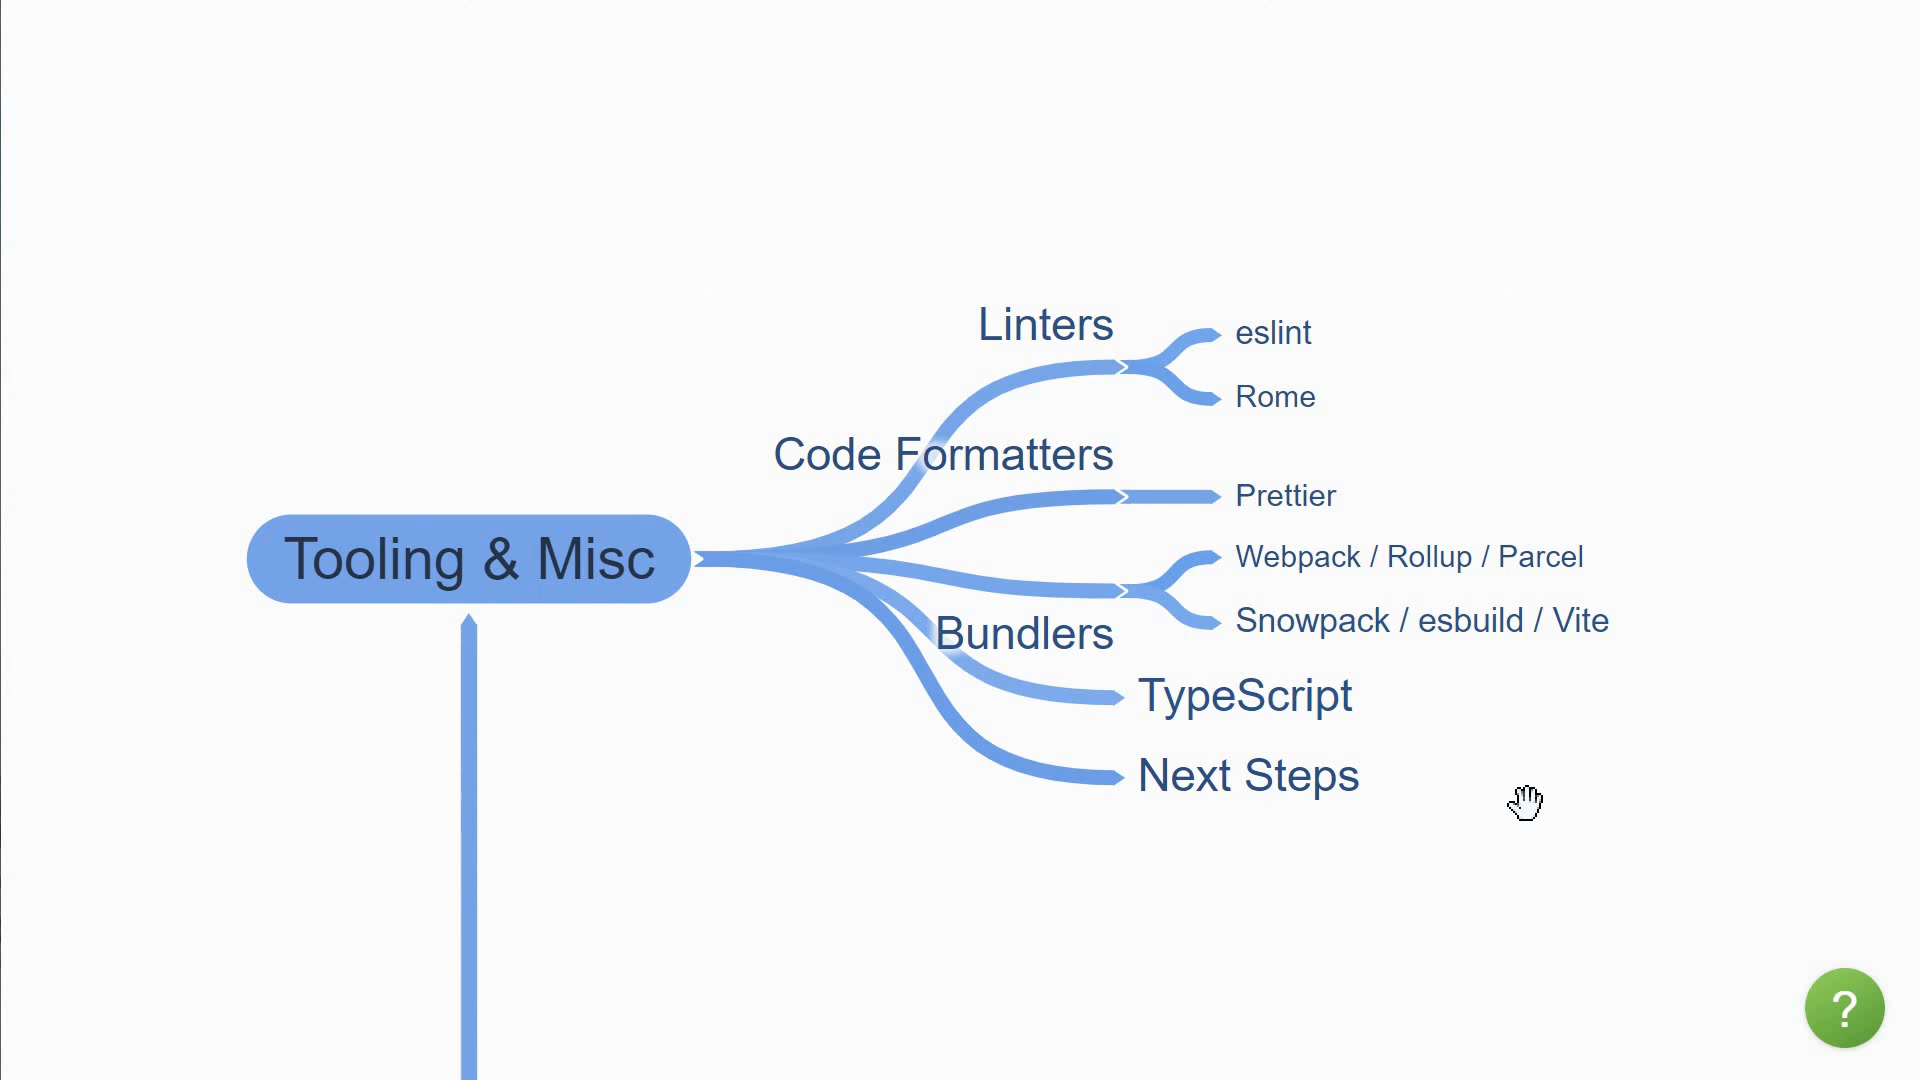 Tooling & Misc
Linters
eslint
Rome
Code Formatters
Prettier
Bundlers
Webpack / Rollup / Parcel
Snowpack / esbuild / Vite
TypeScript
Next Steps
?